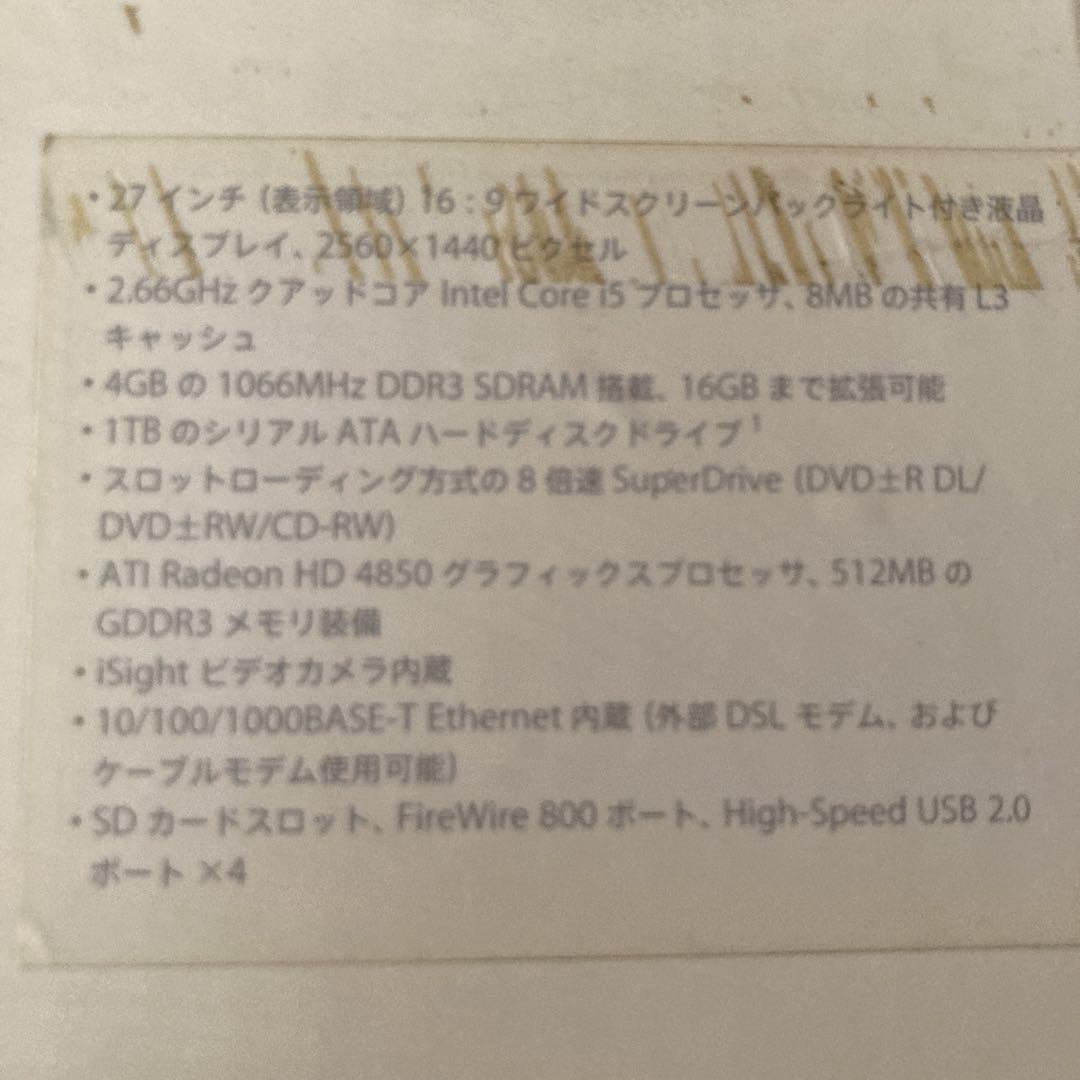 ・27 インチ（表示領域）16：9 ワイドスクリーンバックライト付き液晶
ディスプレイ、2560×1440 ピクセル
・2.66GHz クアッドコア Intel Core i5 プロセッサ、8MB の共有 L3
キャッシュ
・4GB の 1066MHz DDR3 SDRAM 搭載、16GB まで拡張可能
・1TB のシリアル ATA ハードディスクドライブ¹
・スロットローディング方式の 8 倍速 SuperDrive（DVD±R DL/
DVD±RW/CD-RW）
・ATI Radeon HD 4850 グラフィックスプロセッサ、512MB の
GDDR3 メモリ装備
・iSight ビデオカメラ内蔵
・10/100/1000BASE-T Ethernet 内蔵（外部 DSL モデム、および
ケーブルモデム使用可能）
・SD カードスロット、FireWire 800 ポート、High-Speed USB 2.0
ポート ×4